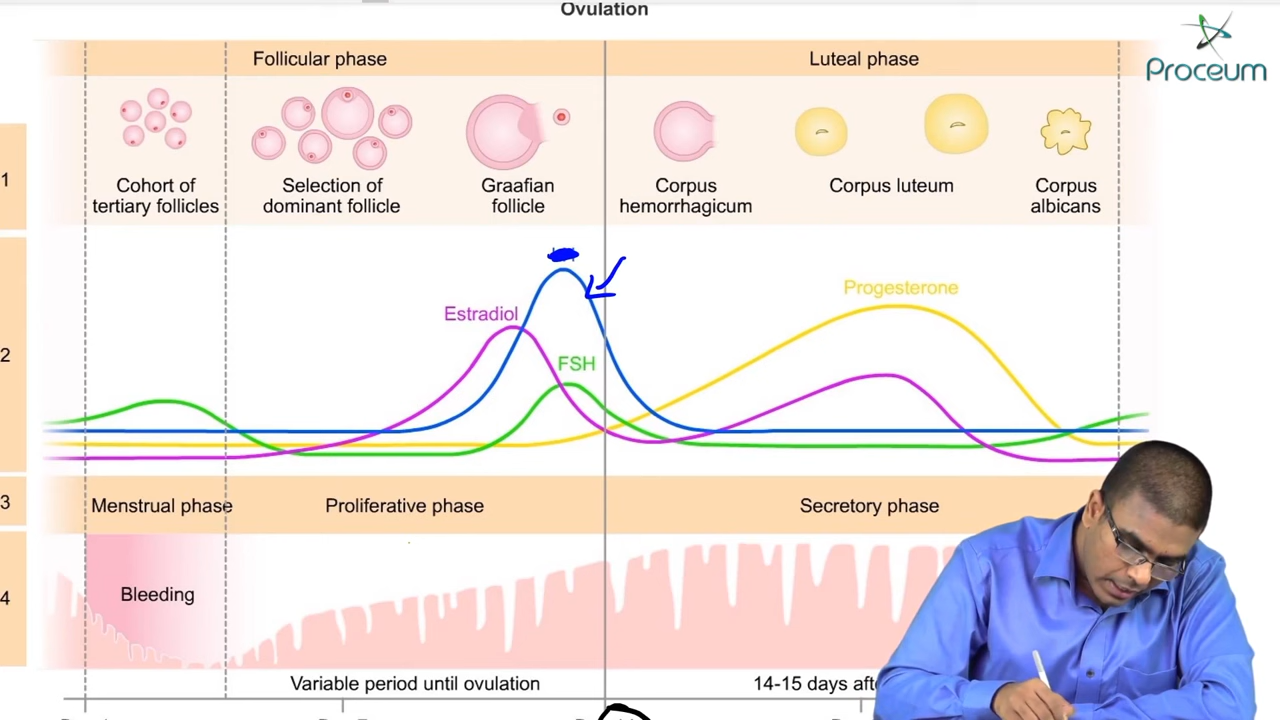 Ovulation
Proceum
Follicular phase
Luteal phase
1
Cohort of
tertiary follicles
Selection of
dominant follicle
Graafian
follicle
Corpus
hemorrhagicum
Corpus luteum
Corpus
albicans
2
Estradiol
FSH
Progesterone
3
Menstrual phase
Proliferative phase
Secretory phase
4
Bleeding
Variable period until ovulation
14-15 days